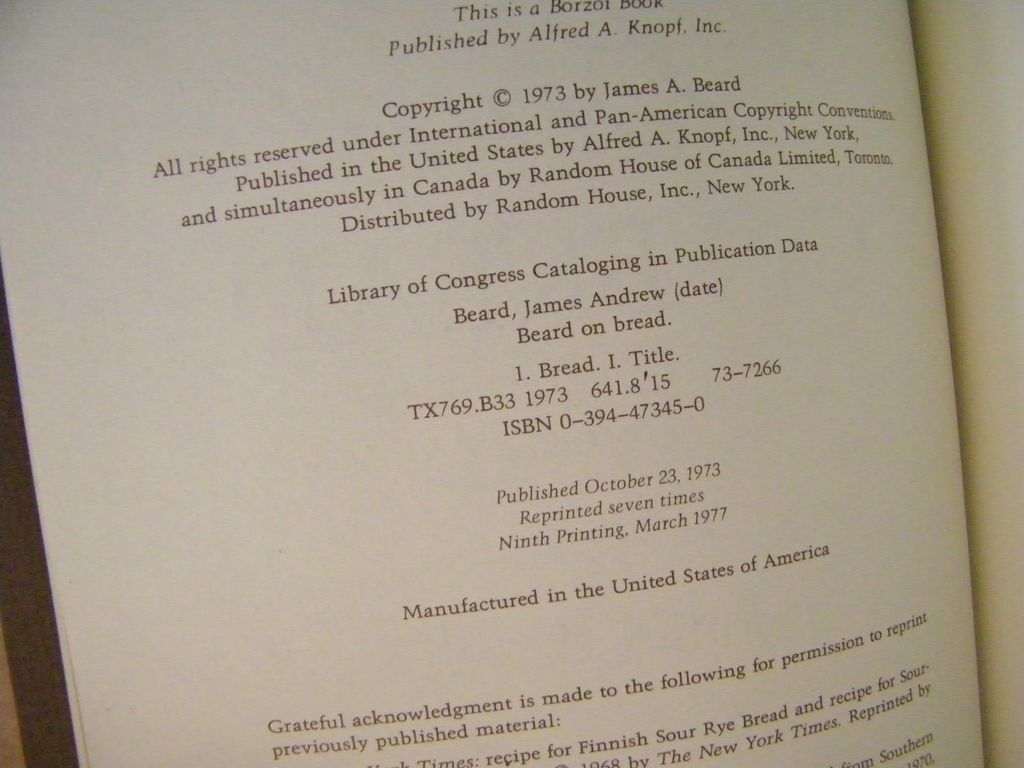 This is a Borzoi Book
Published by Alfred A. Knopf, Inc.
Copyright © 1973 by James A. Beard
All rights reserved under International and Pan-American Copyright Conventions.
Published in the United States by Alfred A. Knopf, Inc., New York,
and simultaneously in Canada by Random House of Canada Limited, Toronto.
Distributed by Random House, Inc., New York.
Library of Congress Cataloging in Publication Data
Beard, James Andrew (date)
Beard on bread.
1. Bread. I. Title.
TX769.B33 1973 641.8'15 73–7266
ISBN 0–394–47345–0
Published October 23, 1973
Reprinted seven times
Ninth Printing, March 1977
Manufactured in the United States of America
Grateful acknowledgment is made to the following for permission to reprint
previously published material:
York Times: recipe for Finnish Sour Rye Bread and recipe for Sour-
1968 by The New York Times. Reprinted by
from Southern
1970,